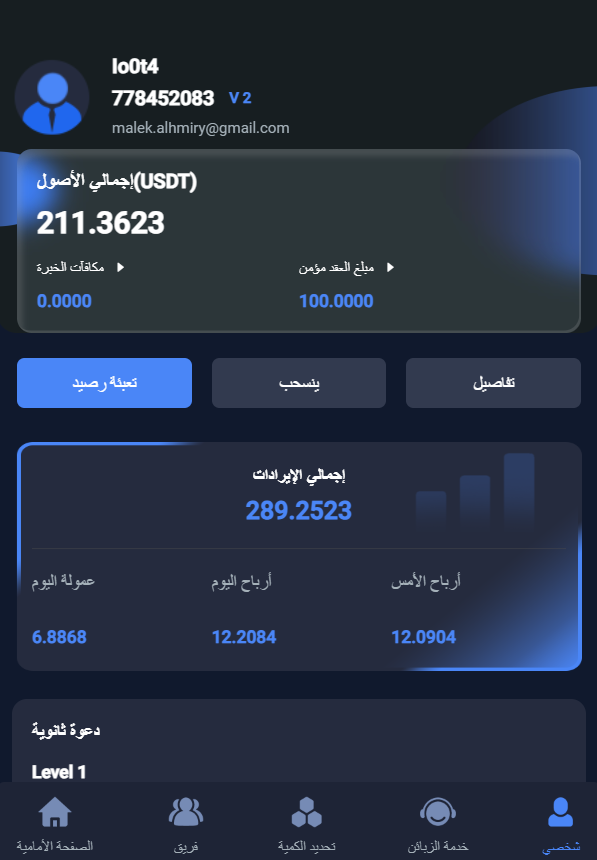 lo0t4
778452083 V 2
malek.alhmiry@gmail.com
إجمالي الأصول(USDT)
211.3623
مكافآت الخبرة
مبلغ العقد مؤمن
0.0000
100.0000
تعبئة رصيد
ينسحب
تفاصيل
إجمالي الإيرادات
289.2523
عمولة اليوم
أرباح اليوم
أرباح الأمس
6.8868
12.2084
12.0904
دعوة ثانوية
Level 1
الصفحة الأمامية
فريق
تحديد الكمية
خدمة الزبائن
شخصي